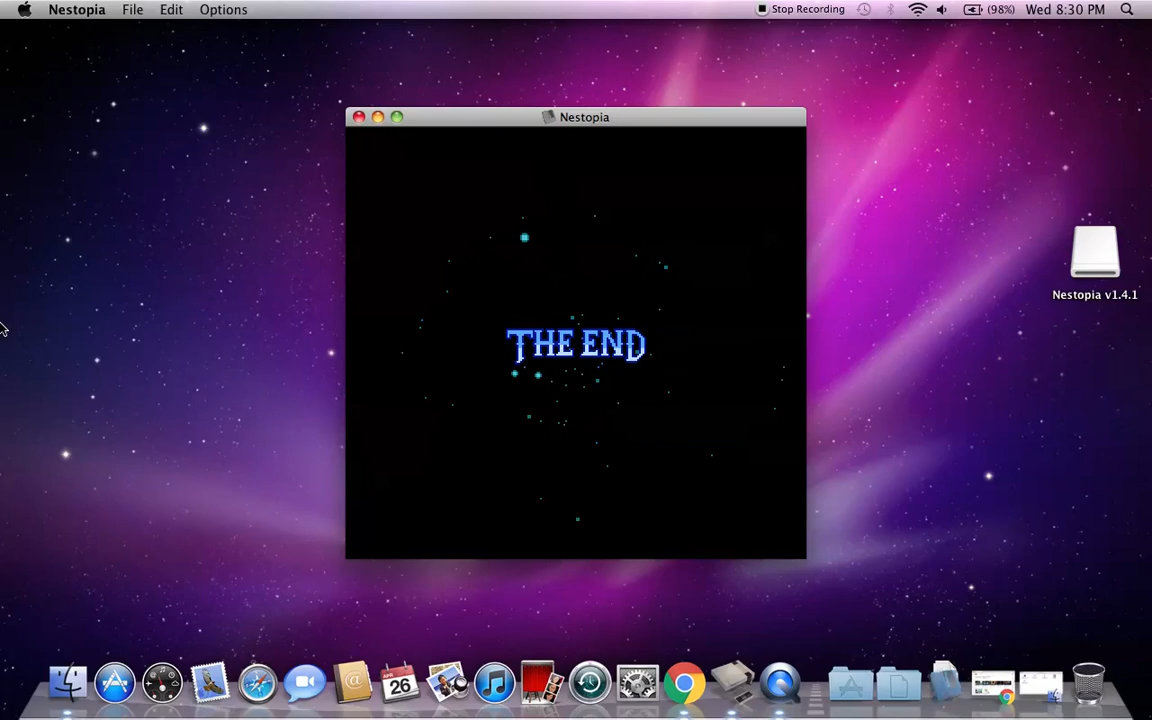 Nestopia File Edit Options Stop Recording (98%) Wed 8:30 PM
Nestopia
Nestopia v1.4.1
THE END
APR
26